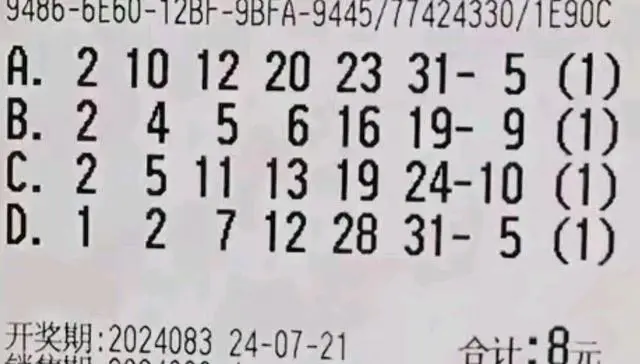 9486-6E60-12BF-9BFA-9445/77424330/1E90C
A. 2 10 12 20 23 31- 5 (1)
B. 2 4 5 6 16 19- 9 (1)
C. 2 5 11 13 19 24-10 (1)
D. 1 2 7 12 28 31- 5 (1)
开奖期:2024083 24-07-21 合计:8元